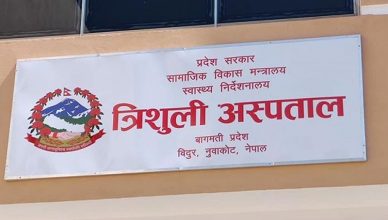 प्रदेश सरकार
सामाजिक विकास मन्त्रालय
स्वास्थ्य निर्देशनालय
त्रिशुली अस्पताल
बागमती प्रदेश
बिदुर, नुवाकोट, नेपाल